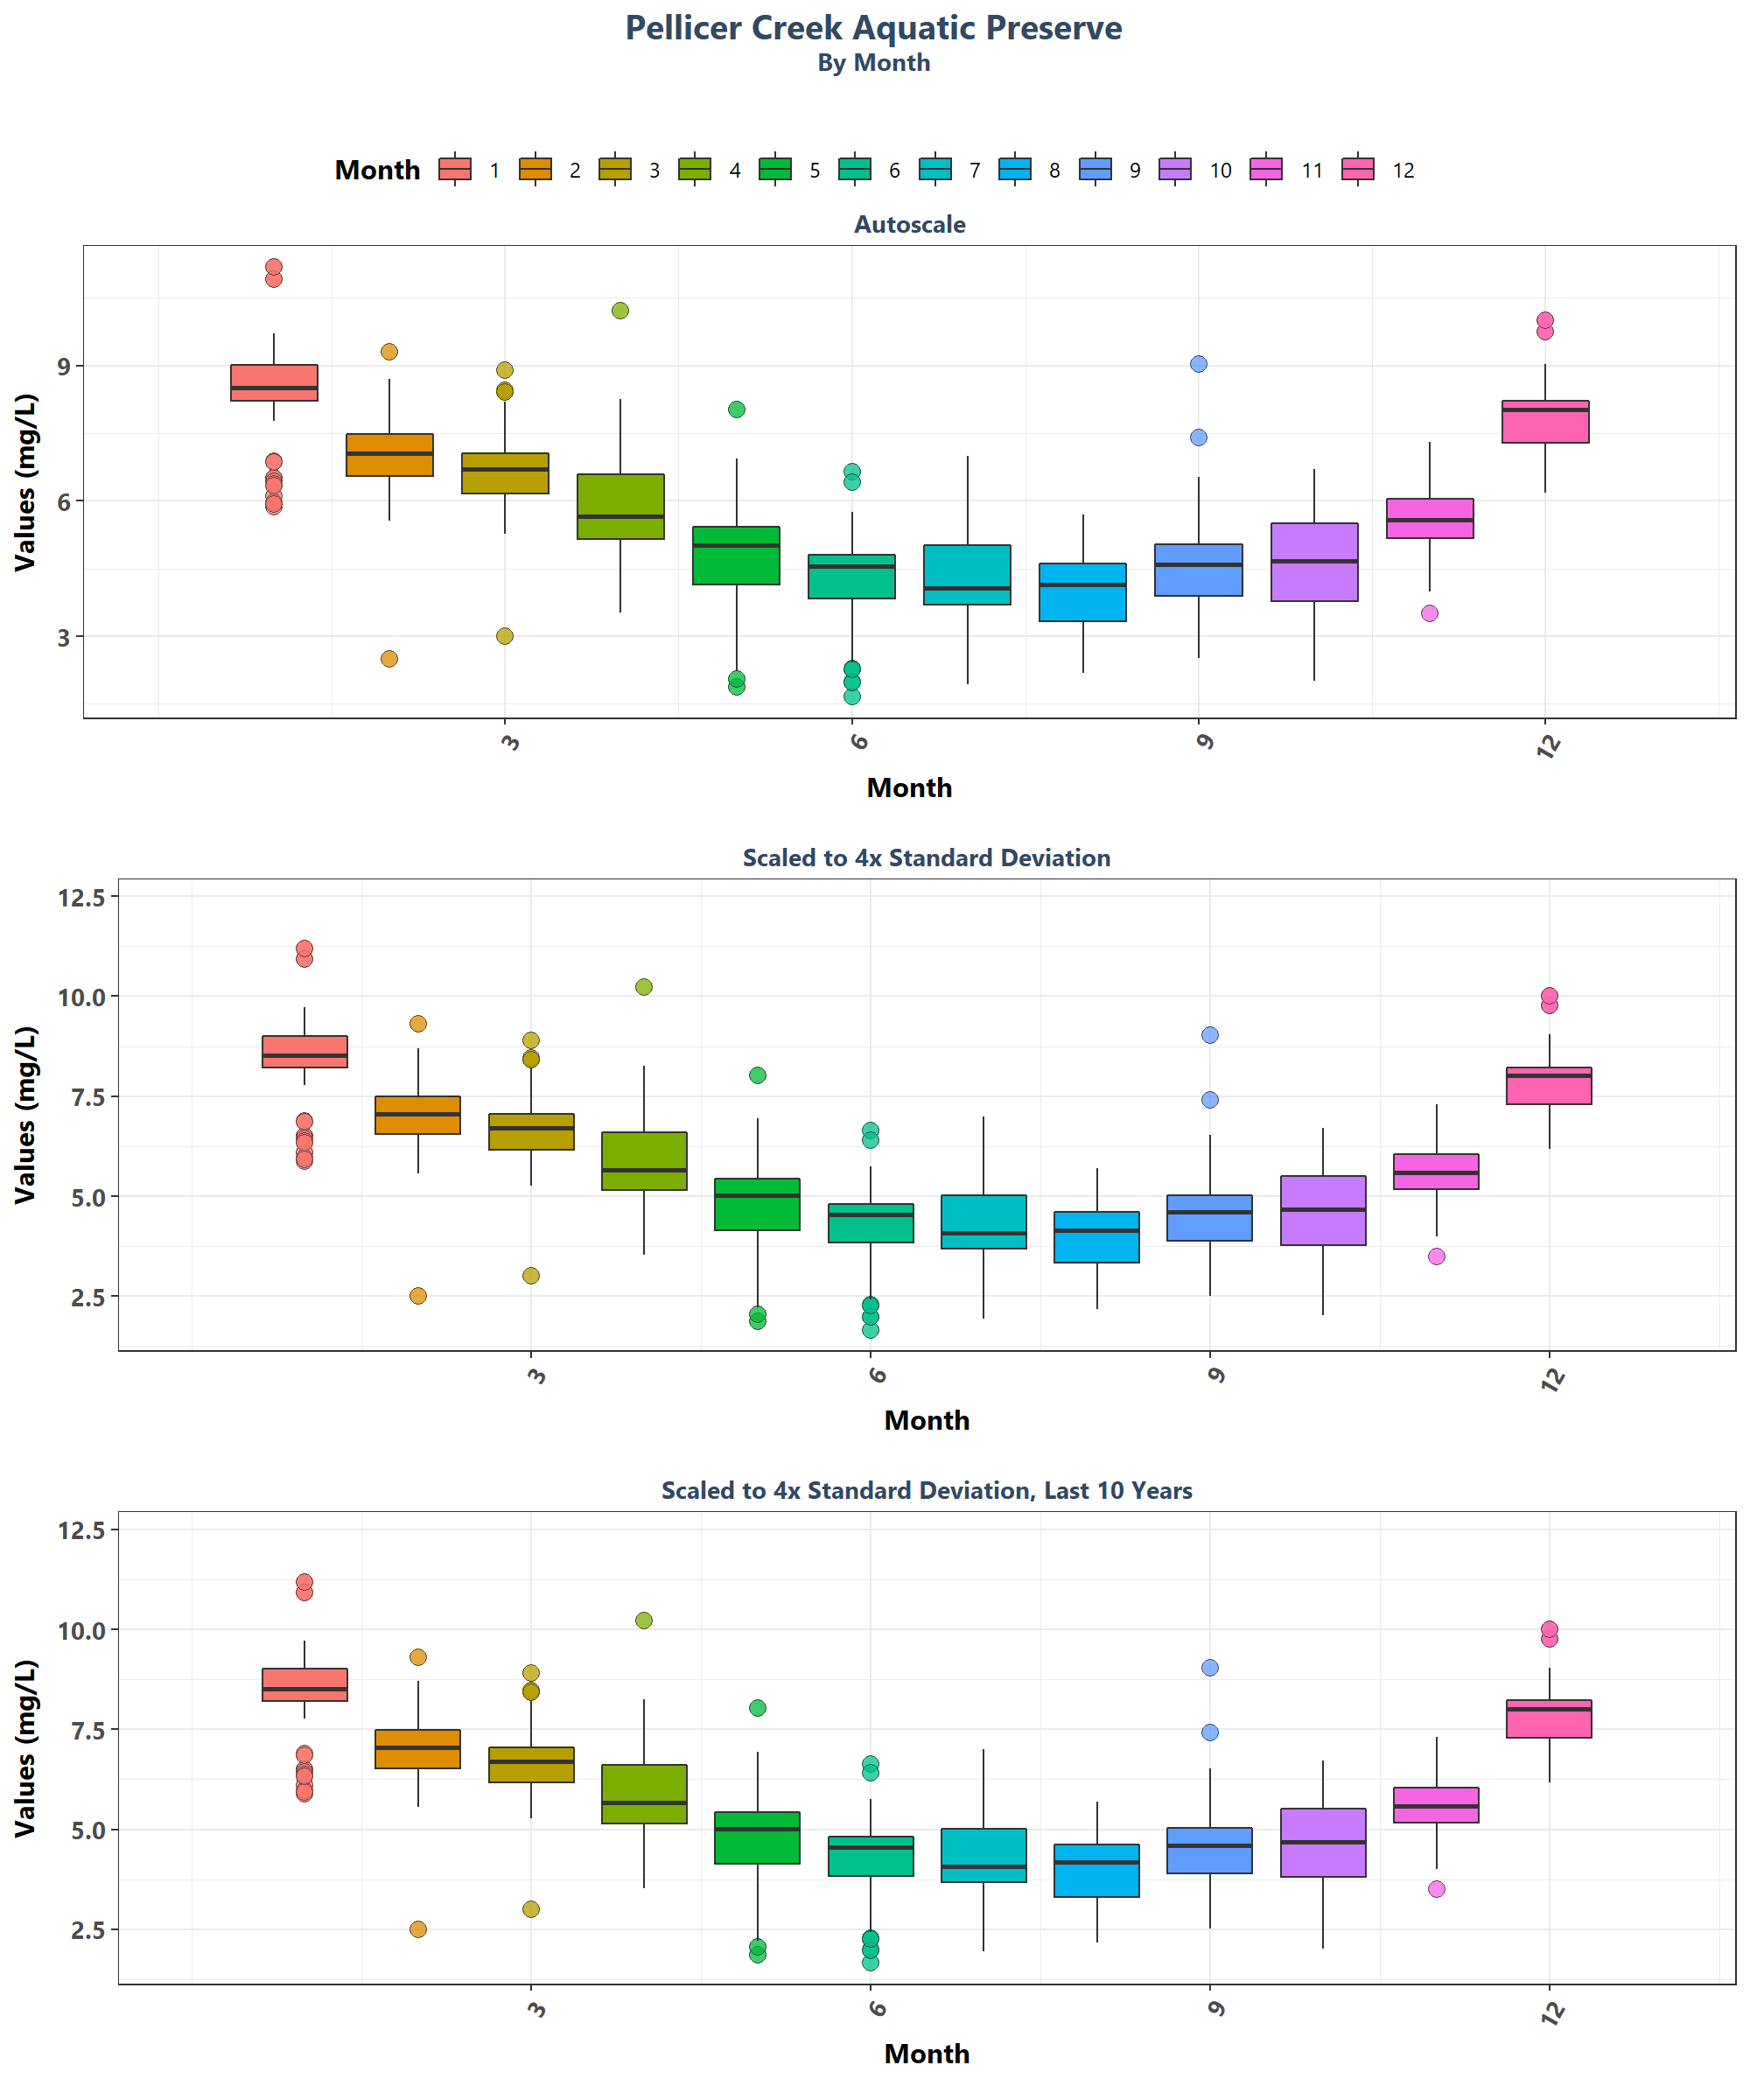 Pellicer Creek Aquatic Preserve
By Month
Month 1 2 3 4 5 6 7 8 9 10 11 12
Autoscale
Values (mg/L)
9
6
3
3 6 9 12
Month
Scaled to 4x Standard Deviation
Values (mg/L)
12.5
10.0
7.5
5.0
2.5
3 6 9 12
Month
Scaled to 4x Standard Deviation, Last 10 Years
Values (mg/L)
12.5
10.0
7.5
5.0
2.5
3 6 9 12
Month